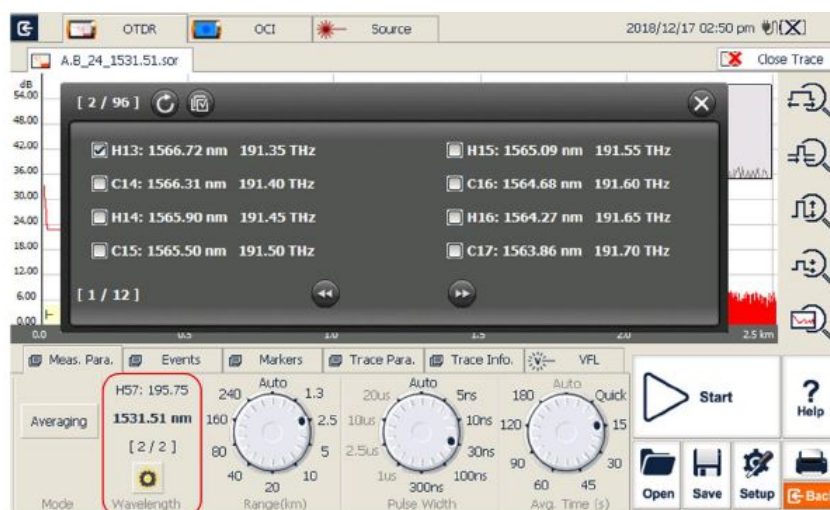 OTDR OCI Source 2018/12/17 02:50 pm
A.B_24_1531.51.sor Close Trace
dB
54.00
48.00
42.00
36.00
30.00
24.00
18.00
12.00
6.00
0.00
[ 2 / 96 ]
H13: 1566.72 nm 191.35 THz H15: 1565.09 nm 191.55 THz
C14: 1566.31 nm 191.40 THz C16: 1564.68 nm 191.60 THz
H14: 1565.90 nm 191.45 THz H16: 1564.27 nm 191.65 THz
C15: 1565.50 nm 191.50 THz C17: 1563.86 nm 191.70 THz
[ 1 / 12 ]
0.0 0.5 1.0 1.5 2.0 2.5 km
Meas. Para. Events Markers Trace Para. Trace Info. VFL
Averaging
Mode
H57: 195.75
1531.51 nm
[ 2 / 2 ]
Wavelength
Auto
240 1.3
160 2.5
80 5
40 10
20
Range(km)
Auto
20us 5ns
10us 10ns
2.5us 30ns
1us 100ns
300ns
Pulse Width
Auto
180 Quick
120 15
90 30
60 45
Avg. Time (s)
Start
Help
Open Save Setup Back